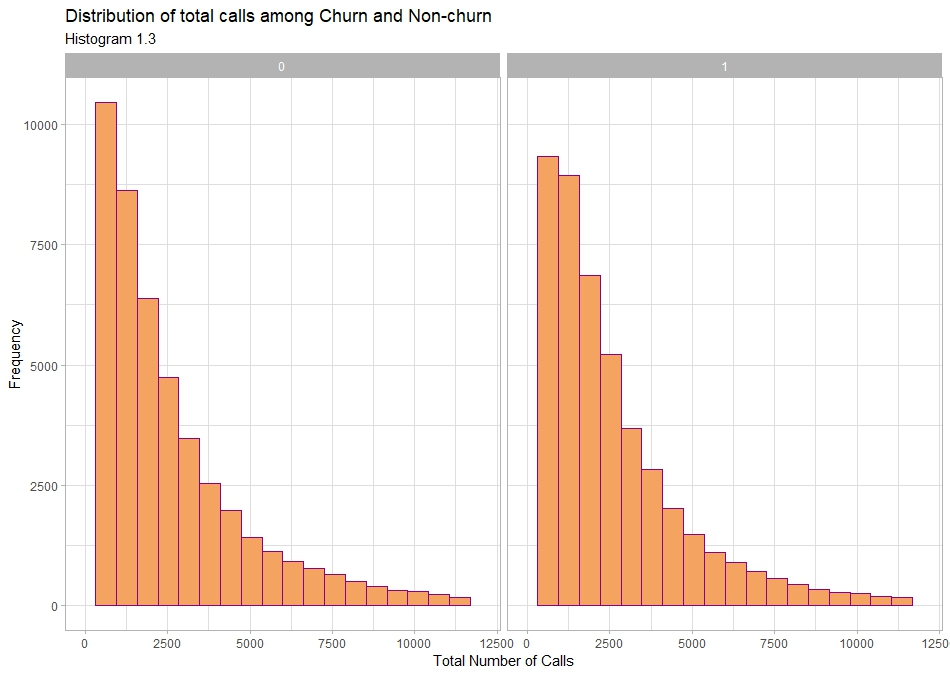 Distribution of total calls among Churn and Non-churn
Histogram 1.3
0 1
10000
7500
5000
2500
0
Frequency
0 2500 5000 7500 10000 12500 0 2500 5000 7500 10000 1250
Total Number of Calls